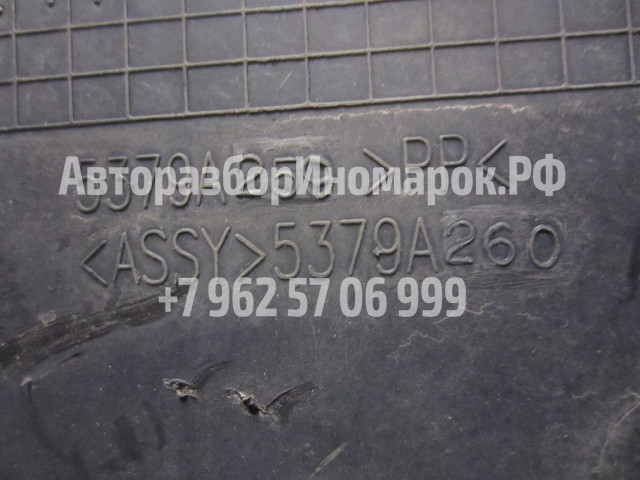 5379A259 >PP<
АвторазборИномарок.РФ
<ASSY>5379A260
+7 962 57 06 999